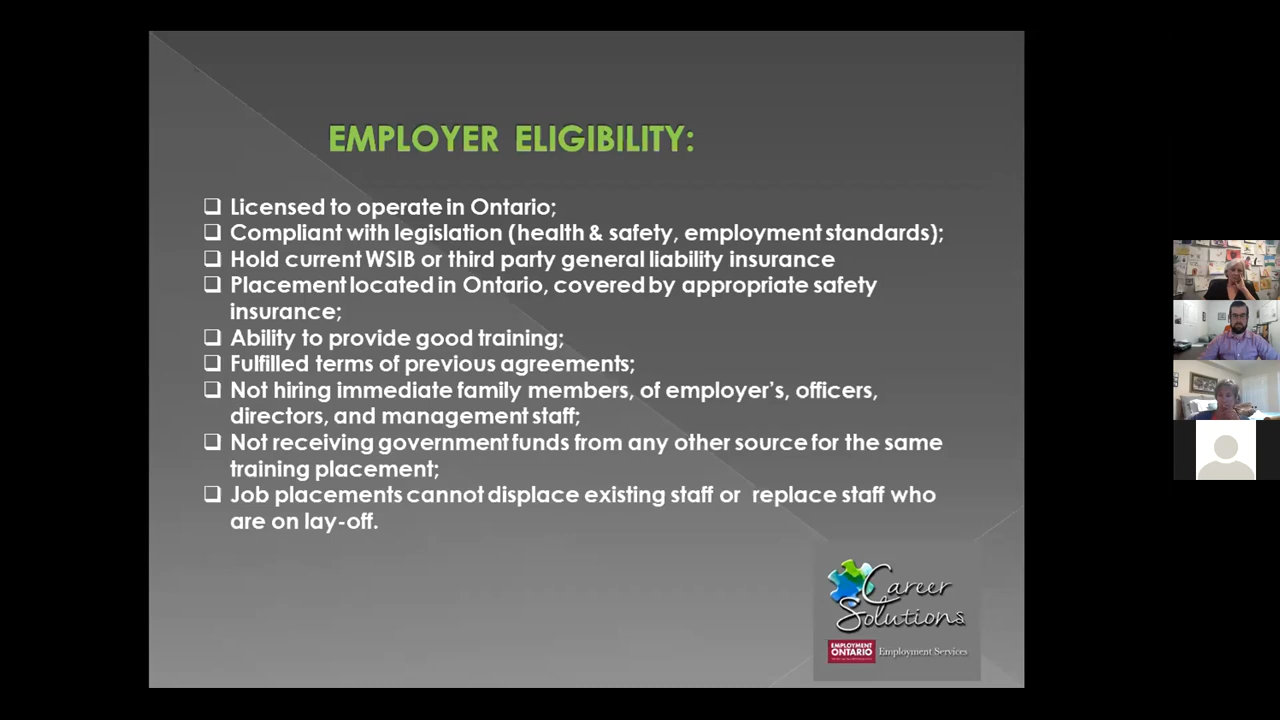 EMPLOYER ELIGIBILITY:
❑ Licensed to operate in Ontario;
❑ Compliant with legislation (health & safety, employment standards);
❑ Hold current WSIB or third party general liability insurance
❑ Placement located in Ontario, covered by appropriate safety
insurance;
❑ Ability to provide good training;
❑ Fulfilled terms of previous agreements;
❑ Not hiring immediate family members, of employer's, officers,
directors, and management staff;
❑ Not receiving government funds from any other source for the same
training placement;
❑ Job placements cannot displace existing staff or replace staff who
are on lay-off.
Career
Solutions
EMPLOYMENT
ONTARIO
Employment Services